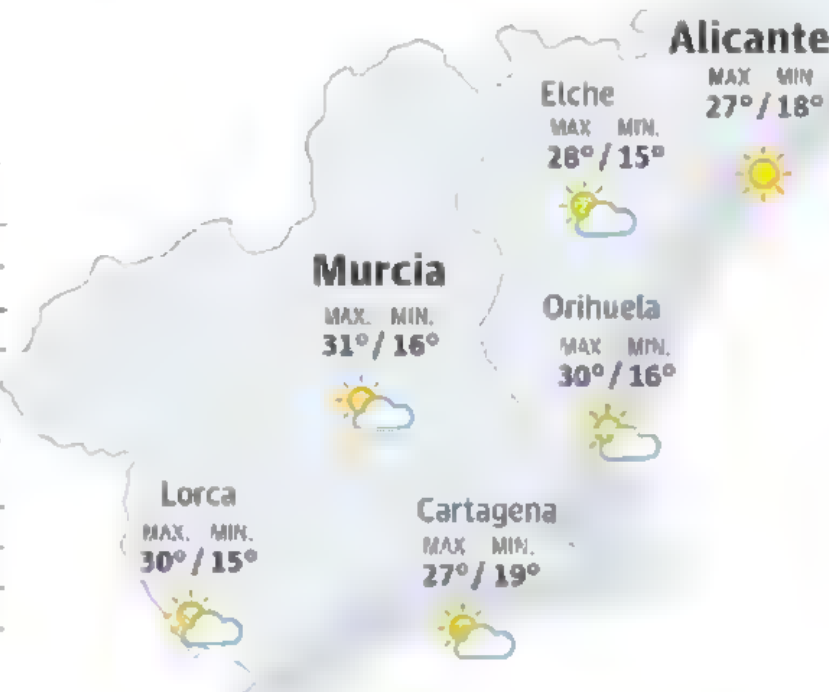 Alicante
MAX MIN
27°/18°
Elche
MAX MIN.
28°/15°
Murcia
MAX. MIN.
31°/16°
Orihuela
MAX MIN.
30°/16°
Lorca
MAX. MIN.
30°/15°
Cartagena
MAX MIN.
27°/19°